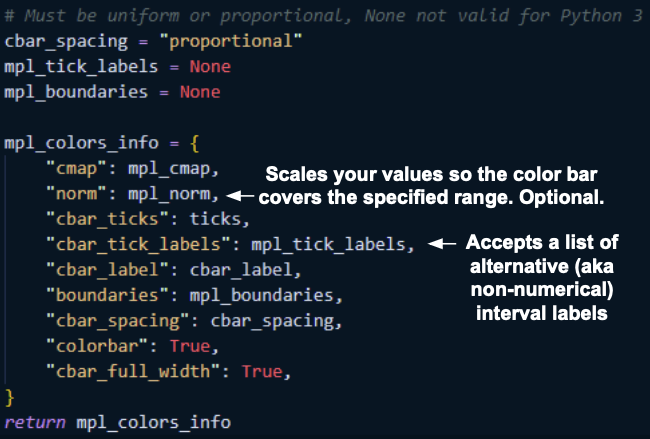 # Must be uniform or proportional, None not valid for Python 3
cbar_spacing = "proportional"
mpl_tick_labels = None
mpl_boundaries = None
mpl_colors_info = {
"cmap": mpl_cmap,
"norm": mpl_norm,
Scales your values so the color bar
covers the specified range. Optional.
"cbar_ticks": ticks,
"cbar_tick_labels": mpl_tick_labels,
Accepts a list of
alternative (aka
non-numerical)
interval labels
"cbar_label": cbar_label,
"boundaries": mpl_boundaries,
"cbar_spacing": cbar_spacing,
"colorbar": True,
"cbar_full_width": True,
}
return mpl_colors_info